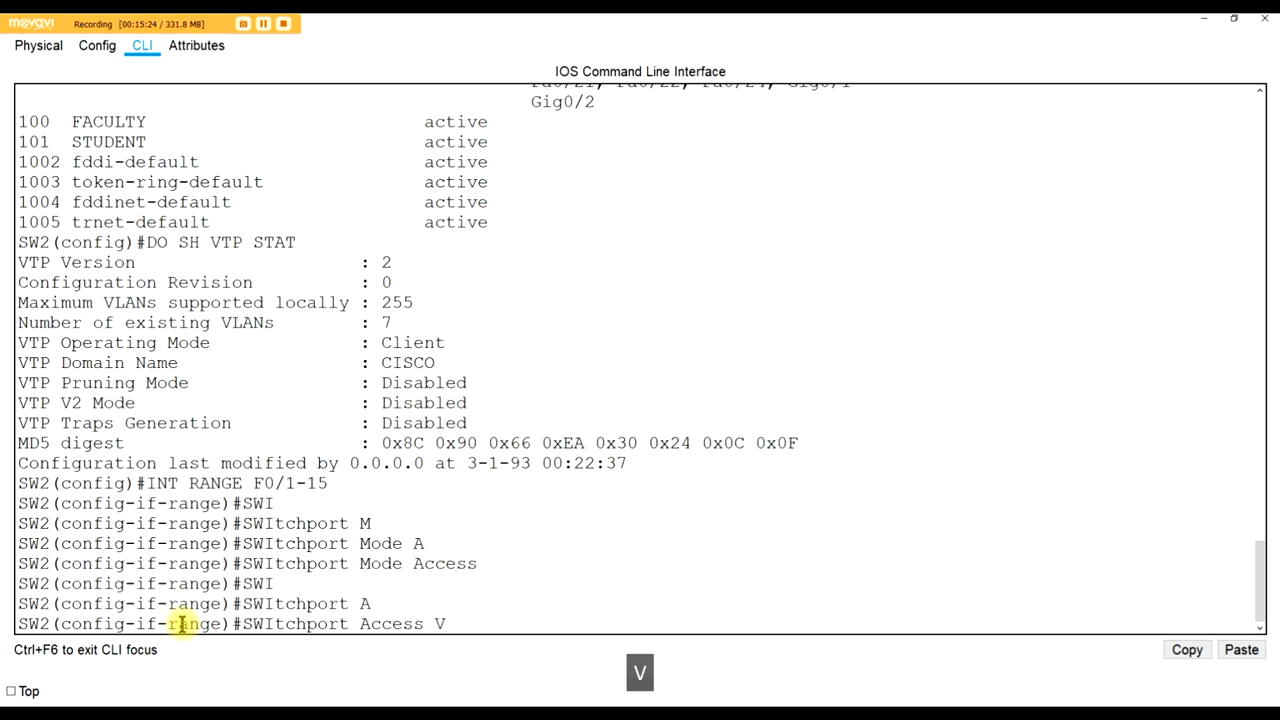 movavi Recording [00:15:24 / 331.8 MB]
Physical Config CLI Attributes
IOS Command Line Interface
Fa0/21, Fa0/22, Fa0/24, Gig0/1
Gig0/2
100 FACULTY active
101 STUDENT active
1002 fddi-default active
1003 token-ring-default active
1004 fddinet-default active
1005 trnet-default active
SW2(config)#DO SH VTP STAT
VTP Version : 2
Configuration Revision : 0
Maximum VLANs supported locally : 255
Number of existing VLANs : 7
VTP Operating Mode : Client
VTP Domain Name : CISCO
VTP Pruning Mode : Disabled
VTP V2 Mode : Disabled
VTP Traps Generation : Disabled
MD5 digest : 0x8C 0x90 0x66 0xEA 0x30 0x24 0x0C 0x0F
Configuration last modified by 0.0.0.0 at 3-1-93 00:22:37
SW2(config)#INT RANGE F0/1-15
SW2(config-if-range)#SWI
SW2(config-if-range)#SWItchport M
SW2(config-if-range)#SWItchport Mode A
SW2(config-if-range)#SWItchport Mode Access
SW2(config-if-range)#SWI
SW2(config-if-range)#SWItchport A
SW2(config-if-range)#SWItchport Access V
Ctrl+F6 to exit CLI focus
Copy Paste
V
Top